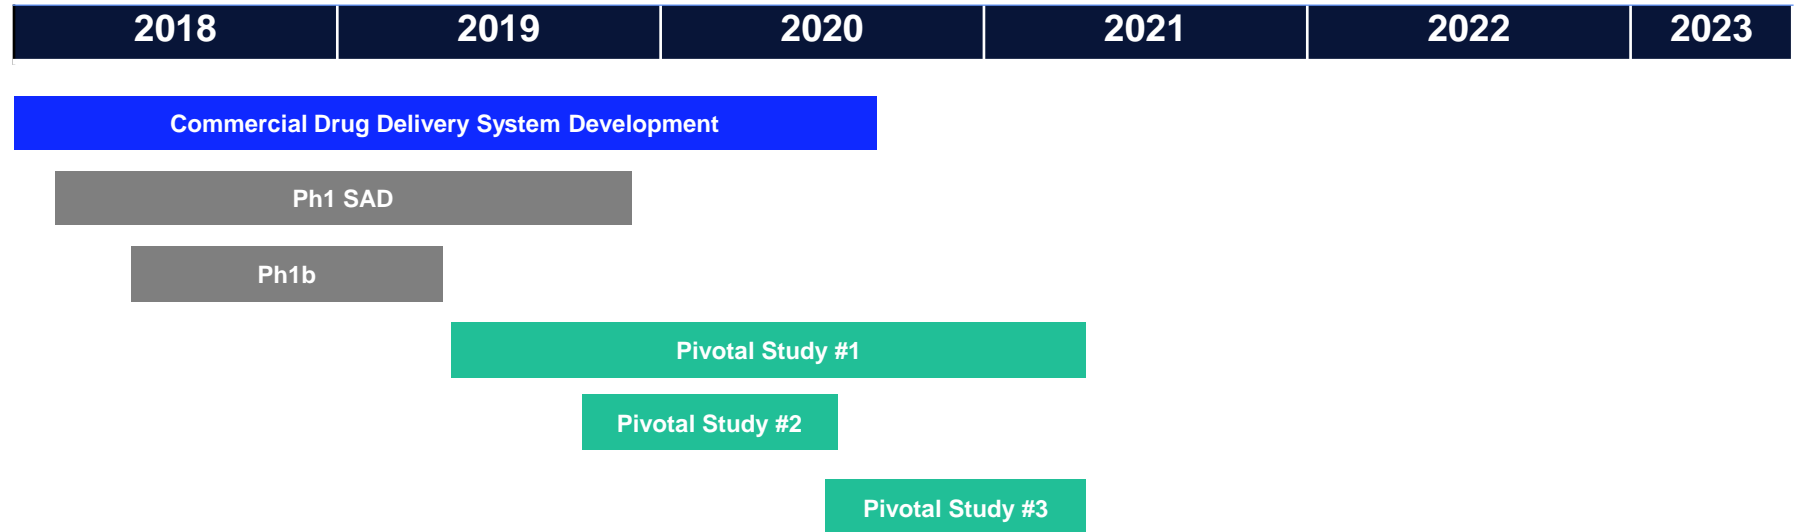 2018 2019 2020 2021 2022 2023
Commercial Drug Delivery System Development
Ph1 SAD
Ph1b
Pivotal Study #1
Pivotal Study #2
Pivotal Study #3